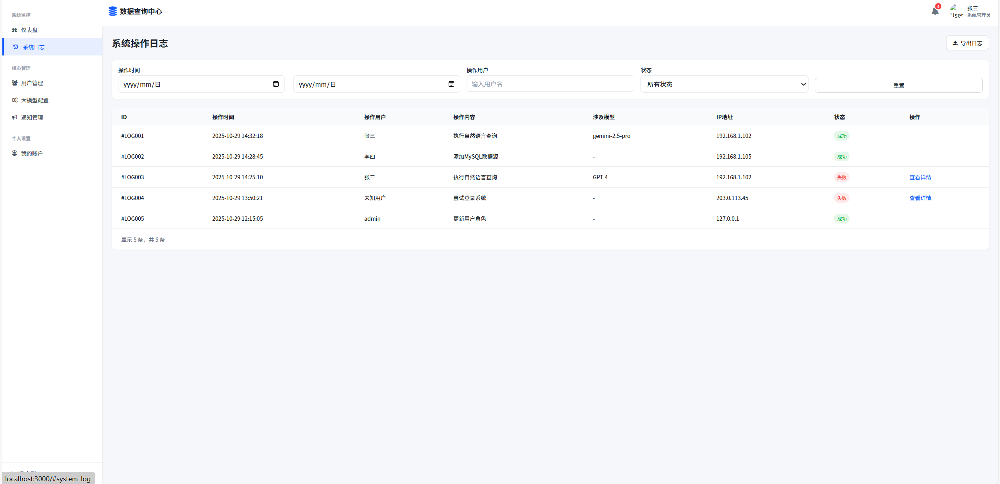 系统监控
仪表盘
系统日志
核心管理
用户管理
大模型配置
通知管理
个人设置
我的账户
localhost:3000/#system-log
数据查询中心
4
User
张三
系统管理员
系统操作日志
导出日志
操作时间 操作用户 状态
yyyy/mm/日 - yyyy/mm/日 输入用户名 所有状态 重置
ID 操作时间 操作用户 操作内容 涉及模型 IP地址 状态 操作
#LOG001 2025-10-29 14:32:18 张三 执行自然语言查询 gemini-2.5-pro 192.168.1.102 成功
#LOG002 2025-10-29 14:28:45 李四 添加MySQL数据源 - 192.168.1.105 成功
#LOG003 2025-10-29 14:25:10 张三 执行自然语言查询 GPT-4 192.168.1.102 失败 查看详情
#LOG004 2025-10-29 13:50:21 未知用户 尝试登录系统 - 203.0.113.45 失败 查看详情
#LOG005 2025-10-29 12:15:05 admin 更新用户角色 - 127.0.0.1 成功
显示 5 条，共 5 条